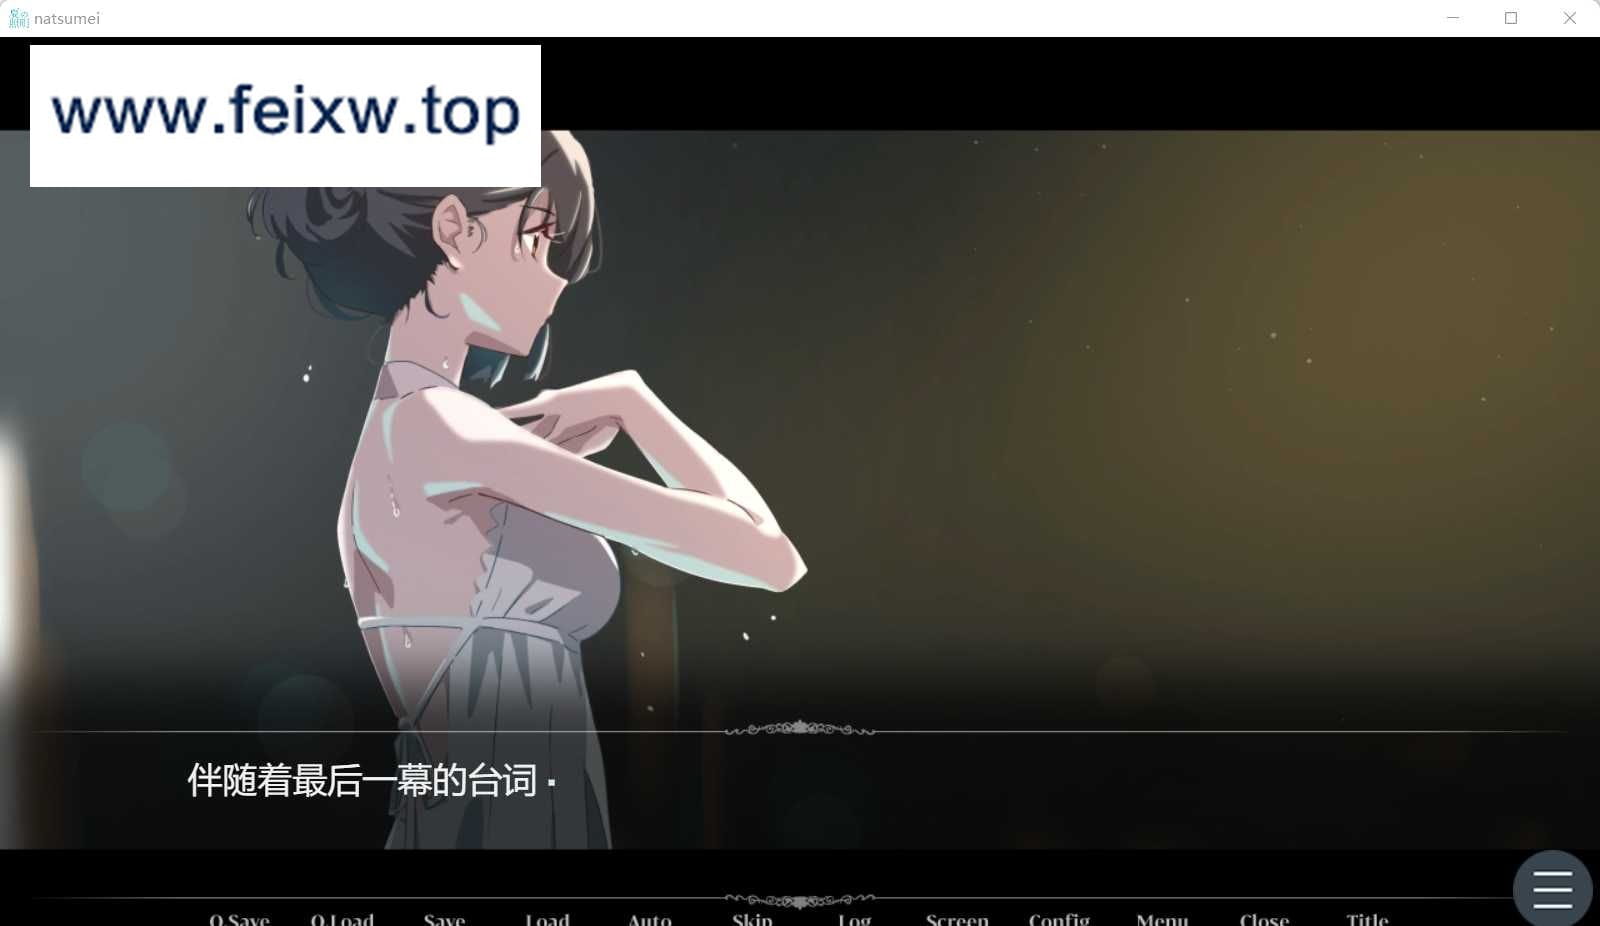 natsumei
www.feixw.top
伴随着最后一幕的台词
Q.Save Q.Load Save Load Auto Skip Log Screen Config Menu Close Title